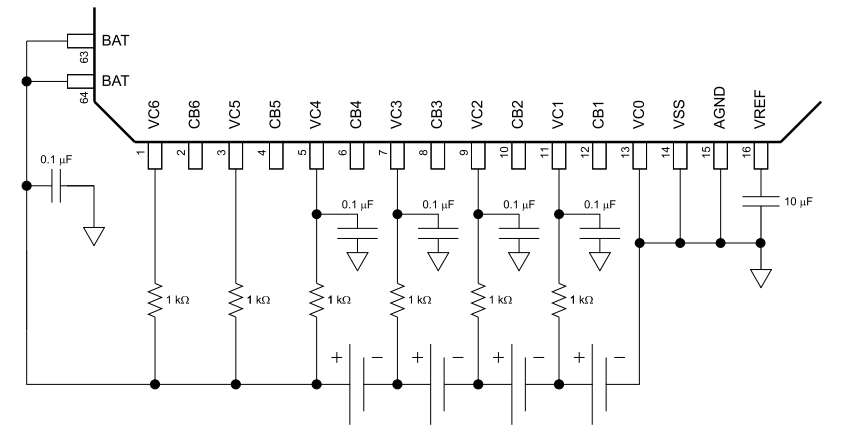 BAT
63
BAT
64
VC6 CB6 VC5 CB5 VC4 CB4 VC3 CB3 VC2 CB2 VC1 CB1 VC0 VSS AGND VREF
1 2 3 4 5 6 7 8 9 10 11 12 13 14 15 16
0.1 μF
0.1 μF 0.1 μF 0.1 μF 0.1 μF 10 μF
1 kΩ 1 kΩ 1 kΩ 1 kΩ 1 kΩ 1 kΩ
+ − + − + − + −